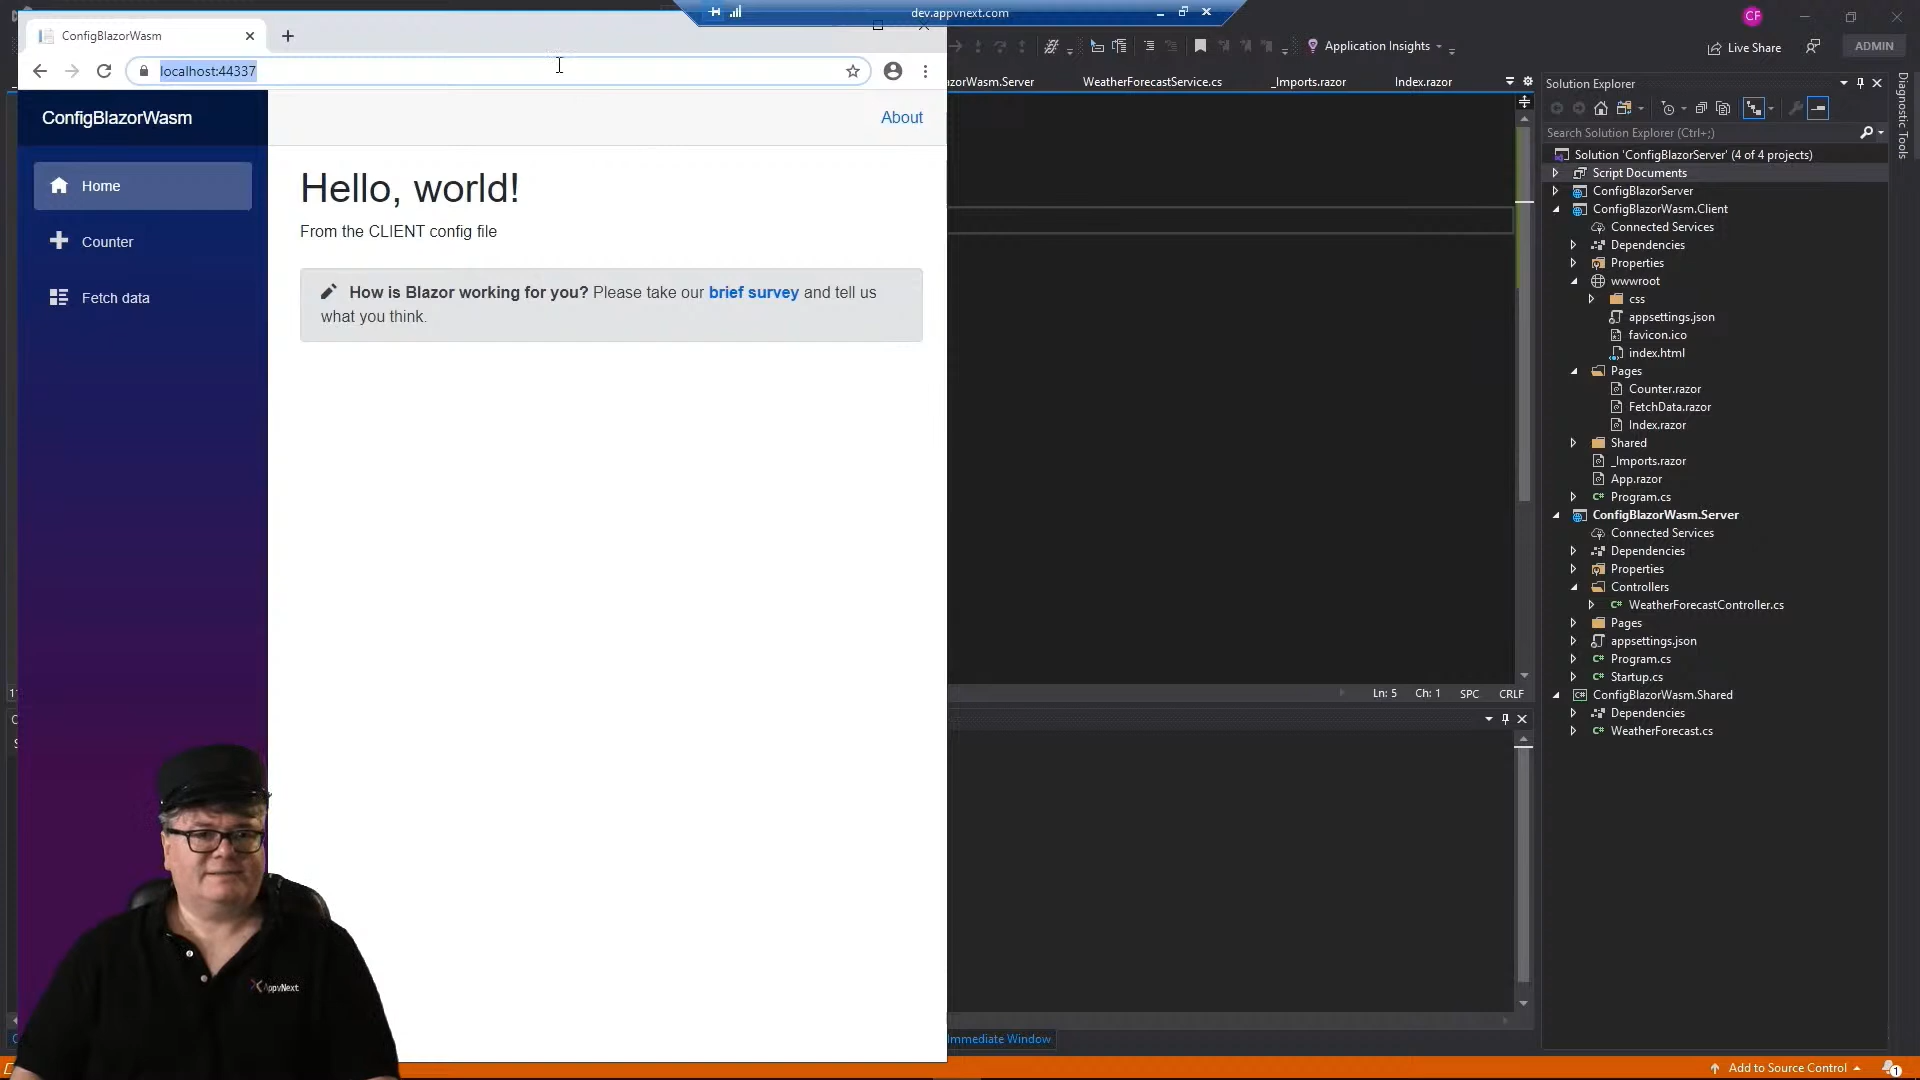 dev.appvnext.com
CF
ConfigBlazorWasm
localhost:44337
Application Insights
Live Share
ADMIN
WeatherForecastService.cs
_Imports.razor
Index.razor
Solution Explorer
Diagnostic Tools
ConfigBlazorWasm
About
Search Solution Explorer (Ctrl+;)
Solution 'ConfigBlazorServer' (4 of 4 projects)
Script Documents
ConfigBlazorServer
ConfigBlazorWasm.Client
Connected Services
Dependencies
Properties
wwwroot
css
appsettings.json
favicon.ico
index.html
Pages
Counter.razor
FetchData.razor
Index.razor
Shared
_Imports.razor
App.razor
Program.cs
ConfigBlazorWasm.Server
Connected Services
Dependencies
Properties
Controllers
WeatherForecastController.cs
Pages
appsettings.json
Program.cs
Startup.cs
ConfigBlazorWasm.Shared
Dependencies
WeatherForecast.cs
Home
Counter
Fetch data
Hello, world!
From the CLIENT config file
How is Blazor working for you? Please take our brief survey and tell us
what you think.
Ln: 5 Ch: 1 SPC CRLF
AppvNext
Immediate Window
Add to Source Control
1